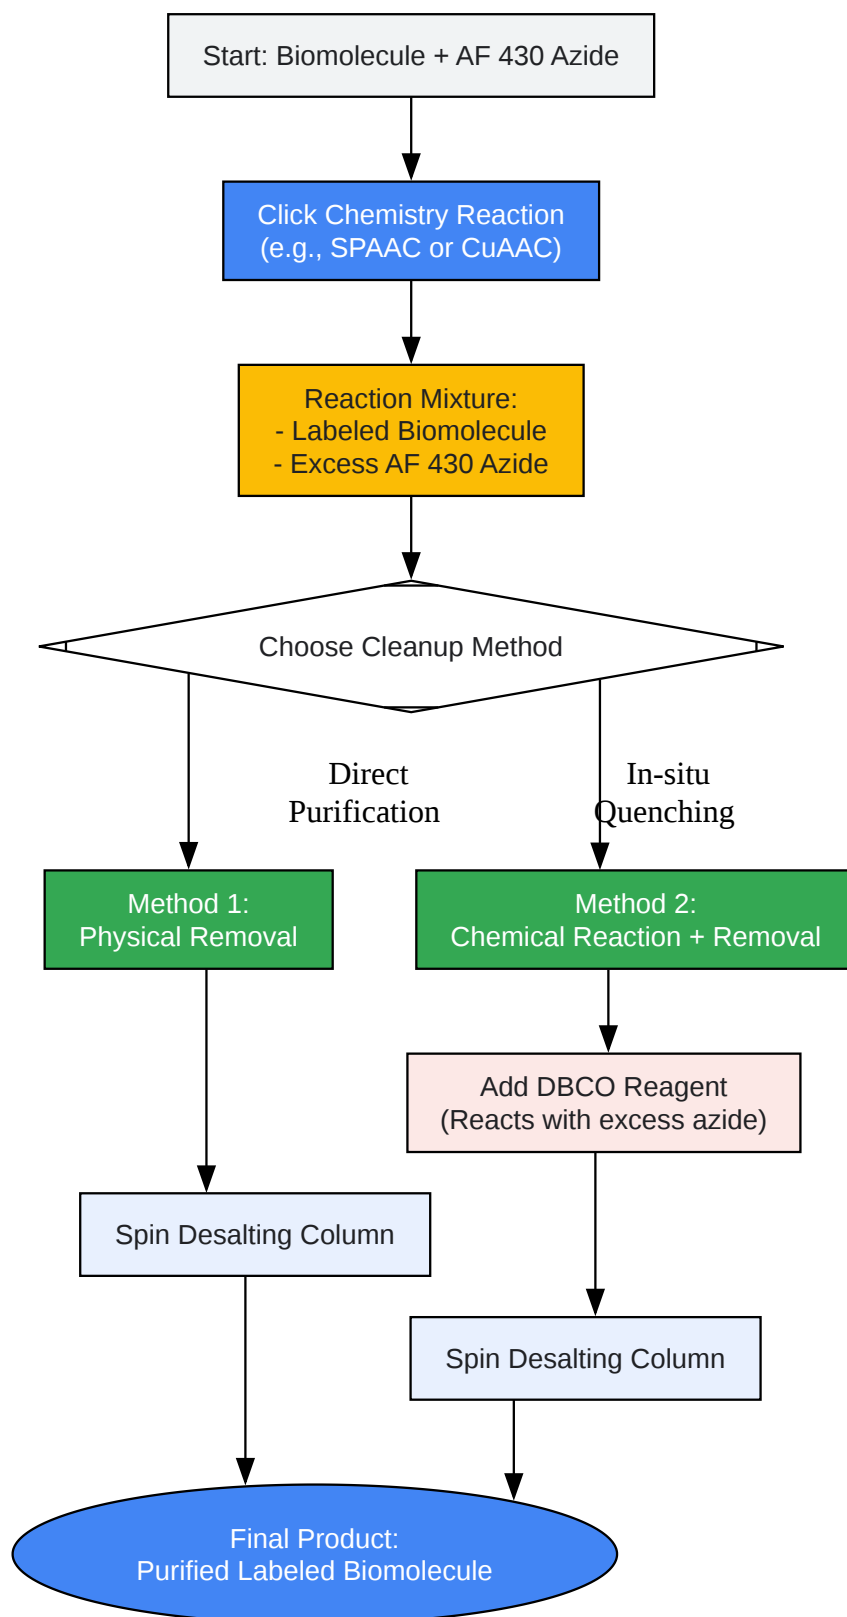 Start: Biomolecule + AF 430 Azide
Click Chemistry Reaction
(e.g., SPAAC or CuAAC)
Reaction Mixture:
- Labeled Biomolecule
- Excess AF 430 Azide
Choose Cleanup Method
Direct
Purification
In-situ
Quenching
Method 1:
Physical Removal
Method 2:
Chemical Reaction + Removal
Add DBCO Reagent
(Reacts with excess azide)
Spin Desalting Column
Spin Desalting Column
Final Product:
Purified Labeled Biomolecule